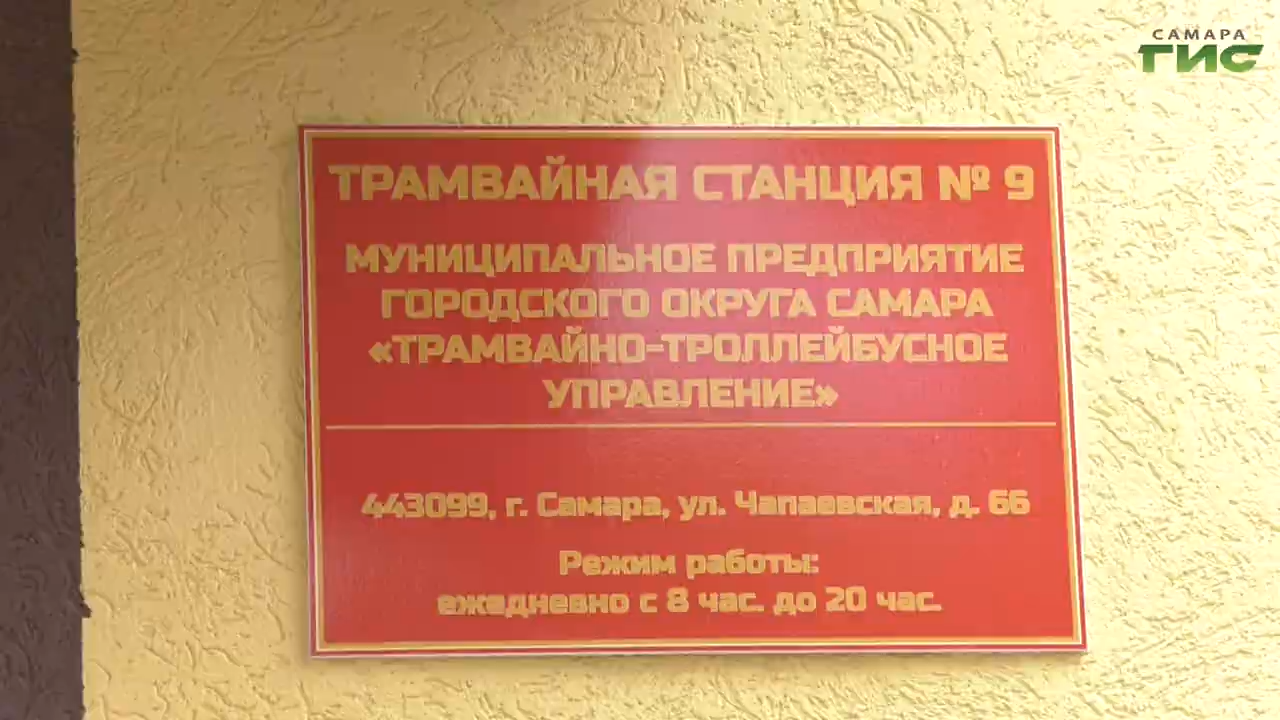 САМАРА
ГИС
ТРАМВАЙНАЯ СТАНЦИЯ № 9
МУНИЦИПАЛЬНОЕ ПРЕДПРИЯТИЕ
ГОРОДСКОГО ОКРУГА САМАРА
«ТРАМВАЙНО-ТРОЛЛЕЙБУСНОЕ
УПРАВЛЕНИЕ»
443099, г. Самара, ул. Чапаевская, д. 66
Режим работы:
ежедневно с 8 час. до 20 час.